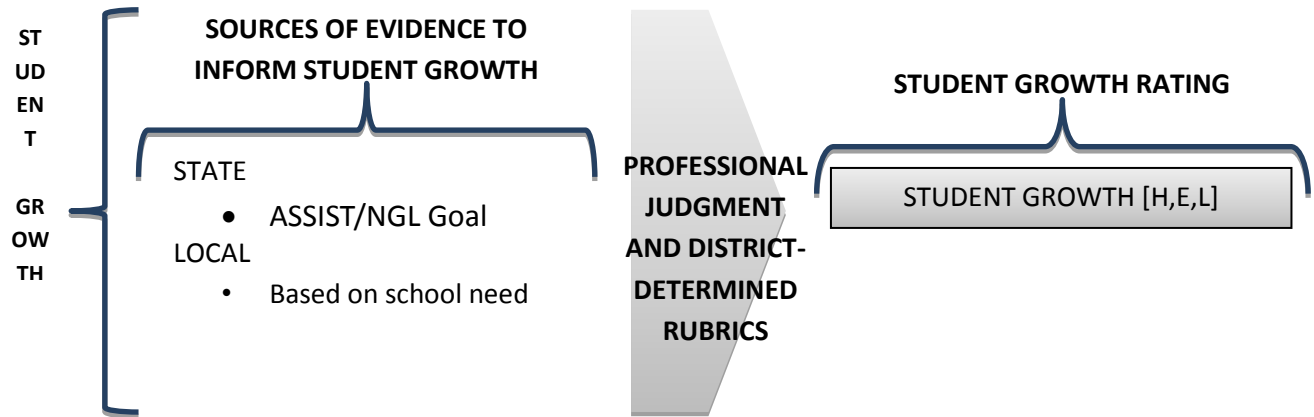 ST
UD
EN
T
GR
OW
TH
SOURCES OF EVIDENCE TO
INFORM STUDENT GROWTH
STATE
● ASSIST/NGL Goal
LOCAL
• Based on school need
PROFESSIONAL
JUDGMENT
AND DISTRICT-
DETERMINED
RUBRICS
STUDENT GROWTH RATING
STUDENT GROWTH [H,E,L]